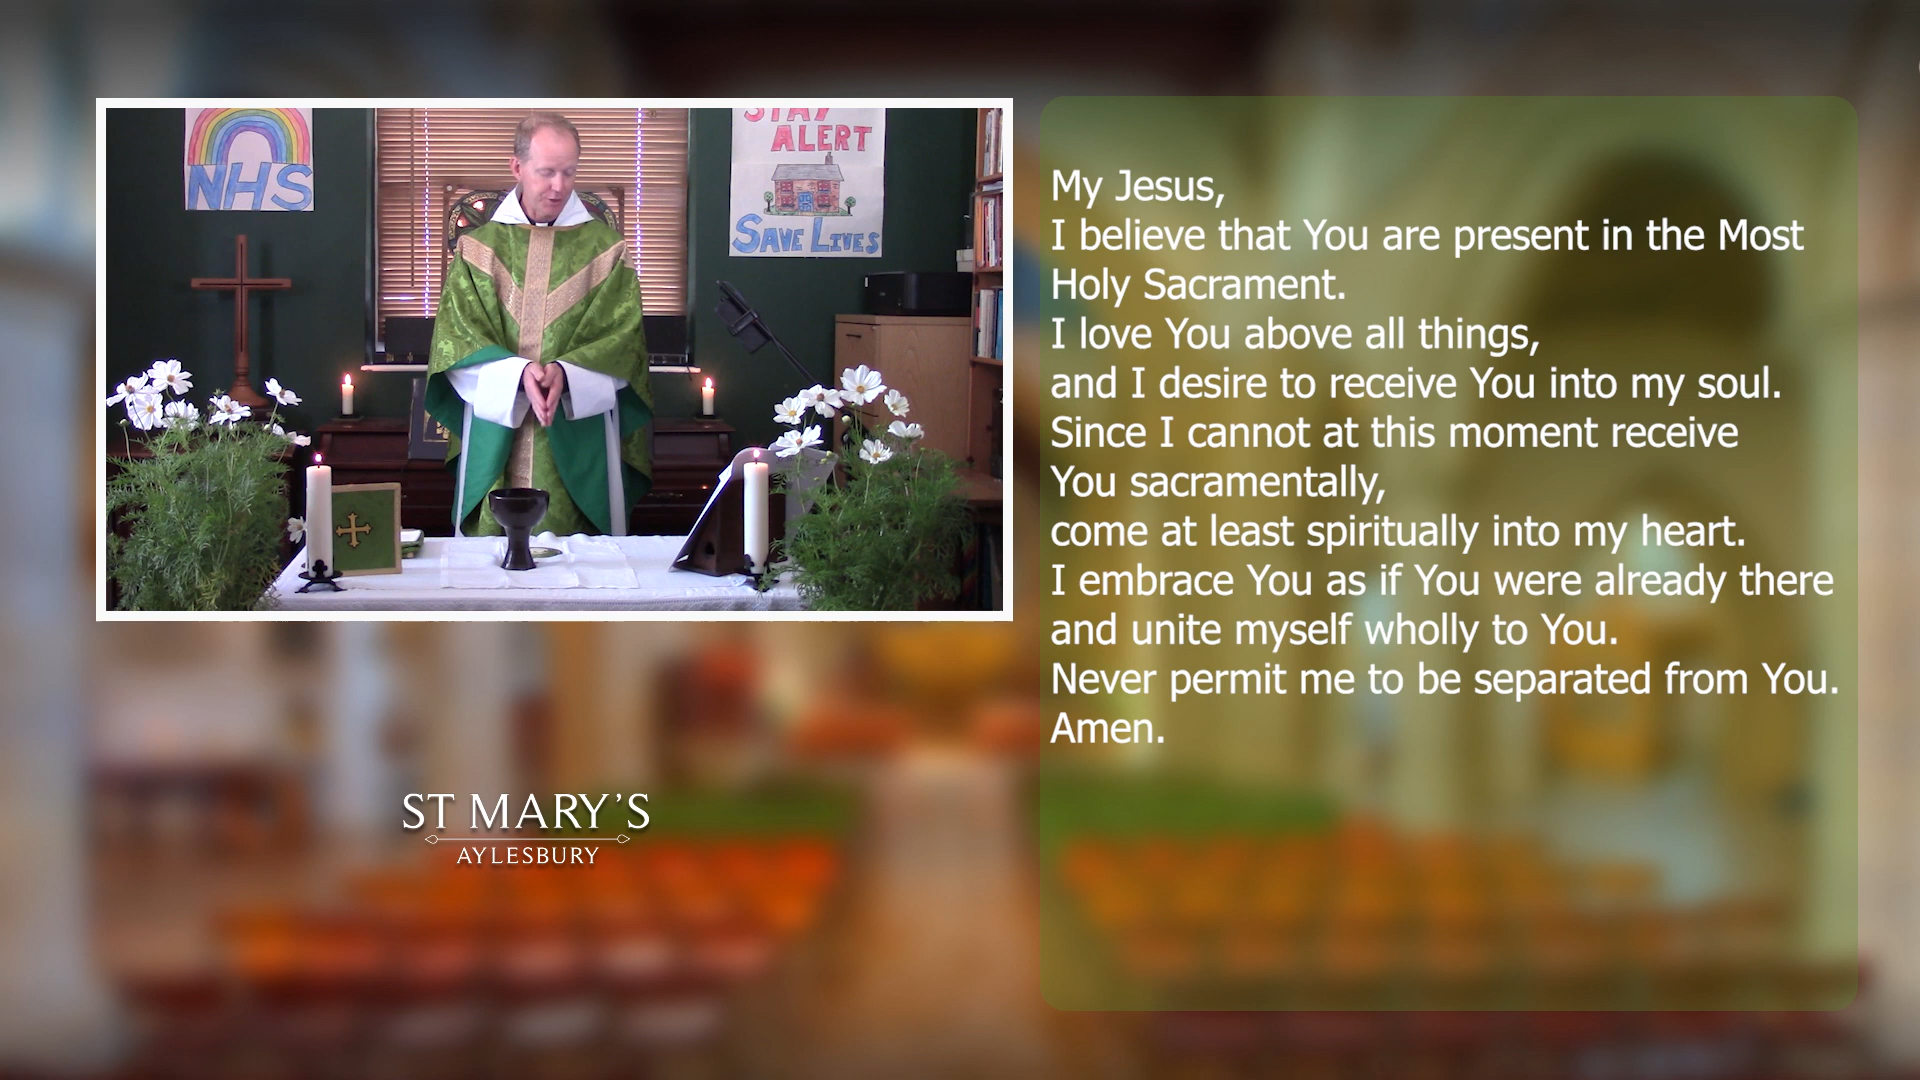 NHS
STAY
ALERT
SAVE LIVES
My Jesus,
I believe that You are present in the Most
Holy Sacrament.
I love You above all things,
and I desire to receive You into my soul.
Since I cannot at this moment receive
You sacramentally,
come at least spiritually into my heart.
I embrace You as if You were already there
and unite myself wholly to You.
Never permit me to be separated from You.
Amen.
ST MARY'S
AYLESBURY